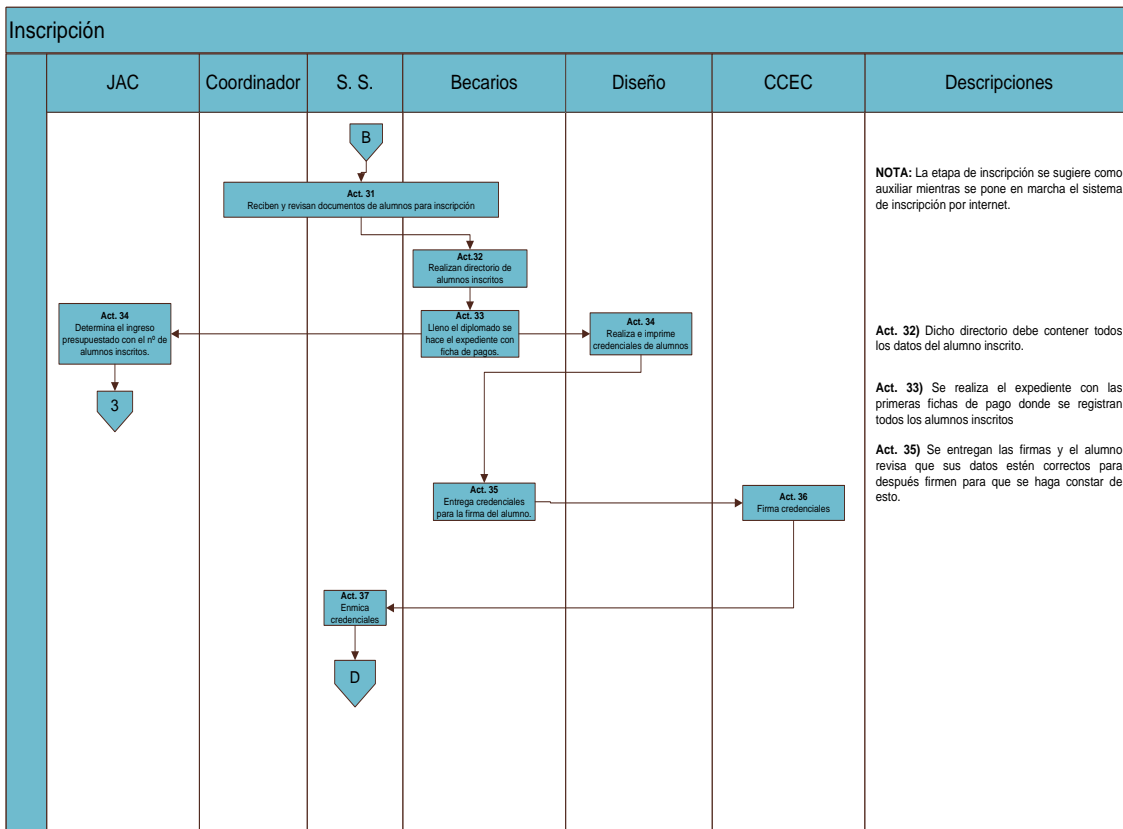 Inscripción
JAC
Coordinador
S. S.
Becarios
Diseño
CCEC
Descripciones
B
NOTA: La etapa de inscripción se sugiere como
auxiliar mientras se pone en marcha el sistema
de inscripción por internet.
Act. 31
Reciben y revisan documentos de alumnos para inscripción
Act.32
Realizan directorio de
alumnos inscritos
Act. 34
Determina el ingreso
presupuestado con el nº de
alumnos inscritos.
Act. 33
Lleno el diplomado se
hace el expediente con
ficha de pagos.
Act. 34
Realiza e imprime
credenciales de alumnos
Act. 32) Dicho directorio debe contener todos
los datos del alumno inscrito.
3
Act. 33) Se realiza el expediente con las
primeras fichas de pago donde se registran
todos los alumnos inscritos
Act. 35) Se entregan las firmas y el alumno
revisa que sus datos estén correctos para
después firmen para que se haga constar de
esto.
Act. 35
Entrega credenciales
para la firma del alumno.
Act. 36
Firma credenciales
Act. 37
Enmica
credenciales
D